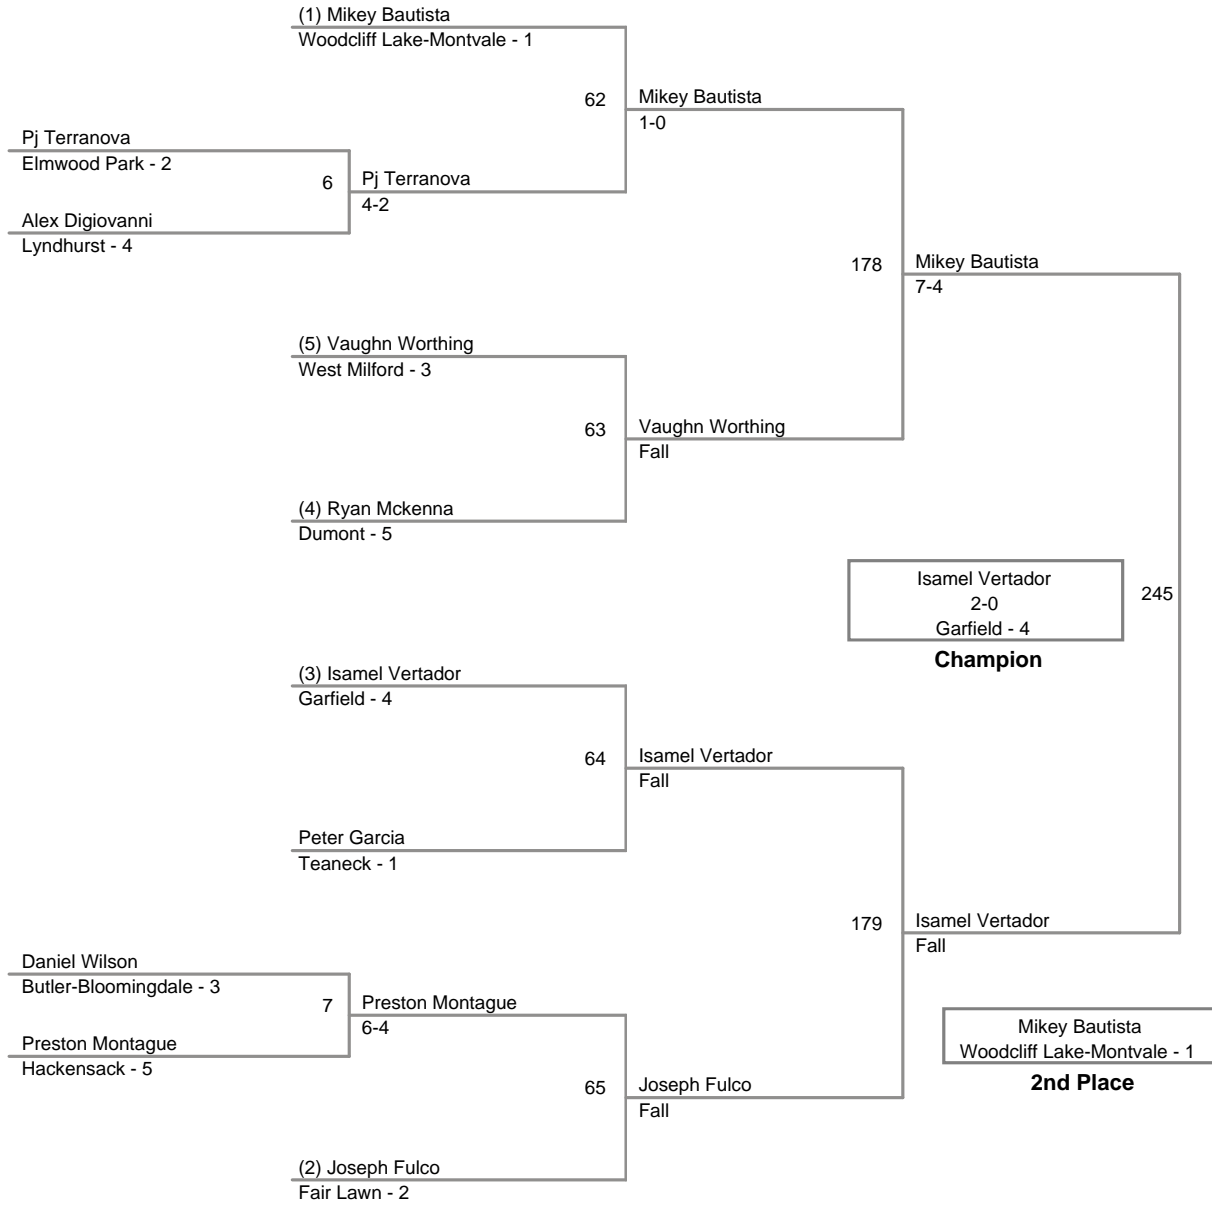 (1) Mikey Bautista
Woodcliff Lake-Montvale - 1
62
Mikey Bautista
1-0
Pj Terranova
Elmwood Park - 2
6
Pj Terranova
4-2
Alex Digiovanni
Lyndhurst - 4
178
Mikey Bautista
7-4
(5) Vaughn Worthing
West Milford - 3
63
Vaughn Worthing
Fall
(4) Ryan Mckenna
Dumont - 5
Isamel Vertador
2-0
Garfield - 4
Champion
245
(3) Isamel Vertador
Garfield - 4
64
Isamel Vertador
Fall
Peter Garcia
Teaneck - 1
179
Isamel Vertador
Fall
Daniel Wilson
Butler-Bloomingdale - 3
7
Preston Montague
6-4
Preston Montague
Hackensack - 5
Mikey Bautista
Woodcliff Lake-Montvale - 1
2nd Place
65
Joseph Fulco
Fall
(2) Joseph Fulco
Fair Lawn - 2